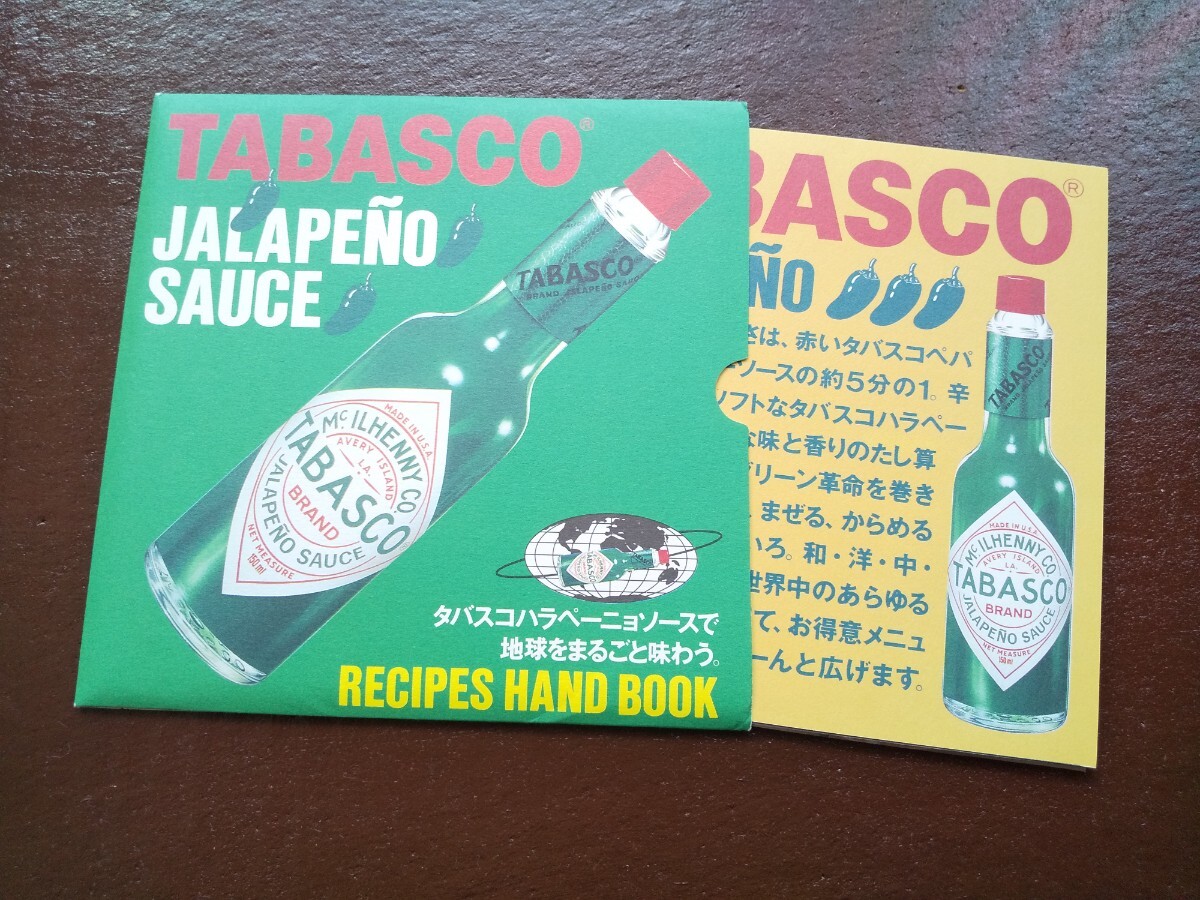 TABASCO®
JALAPEÑO
SAUCE
TABASCO®
BRAND JALAPEÑO
MADE IN U.S.A.
McILHENNY CO.
AVERY ISLAND
LA.
TABASCO
BRAND
JALAPEÑO SAUCE
NET MEASURE
150ml
TABASCO
タバスコハラペーニョソースで
地球をまるごと味わう。
RECIPES HAND BOOK
BASCO®
ÑO
さは、赤いタバスコペパ
ーソースの約5分の1。辛
ソフトなタバスコハラペー
な味と香りのたし算
グリーン革命を巻き
、まぜる、からめる
いろ。和・洋・中・
世界中のあらゆる
て、お得意メニュ
ーんと広げます。
TABASCO
MADE IN U.S.A.
McILHENNY CO.
AVERY ISLAND
LA.
TABASCO
BRAND
JALAPEÑO SAUCE
NET MEASURE
150ml